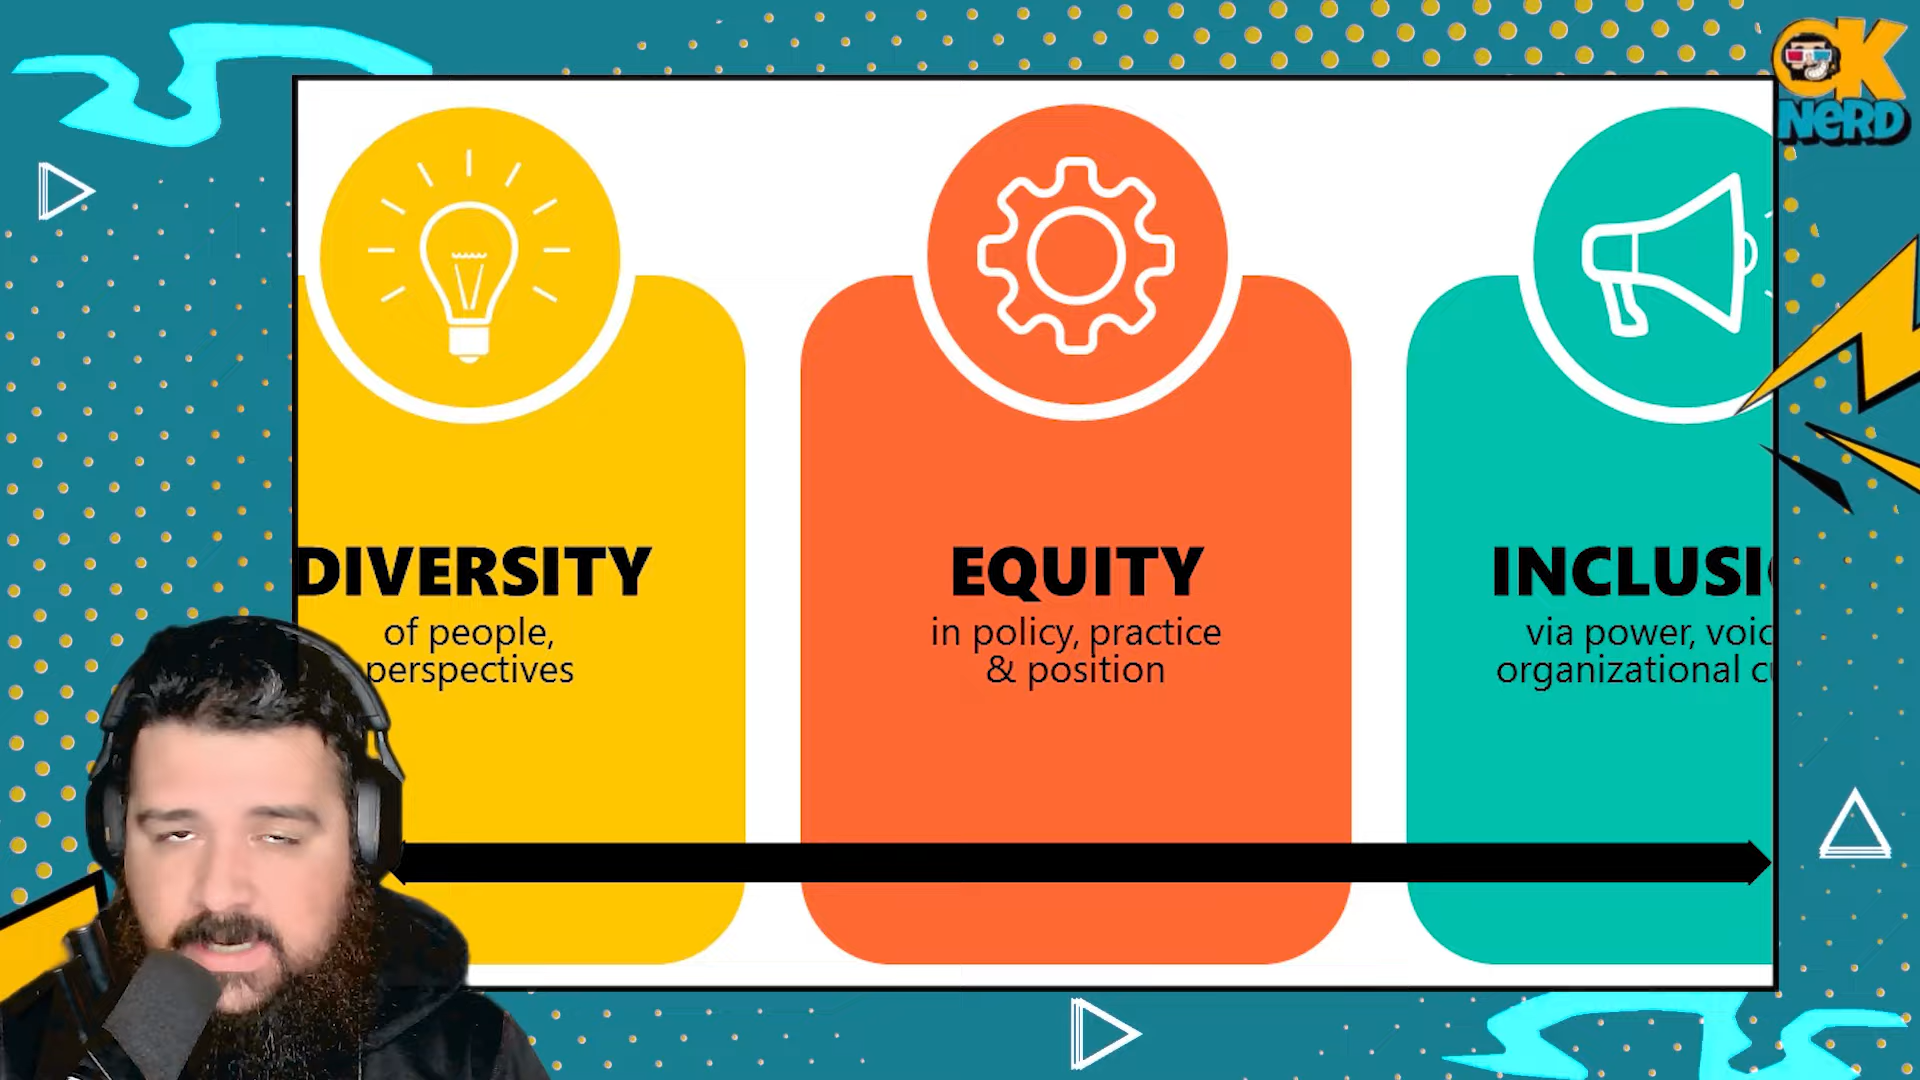 OK
NERD
DIVERSITY
of people,
perspectives
EQUITY
in policy, practice
& position
INCLUSI
via power, voic
organizational